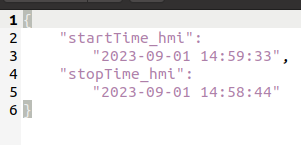 1 {
2 "startTime_hmi":
3 "2023-09-01 14:59:33",
4 "stopTime_hmi":
5 "2023-09-01 14:58:44"
6 }